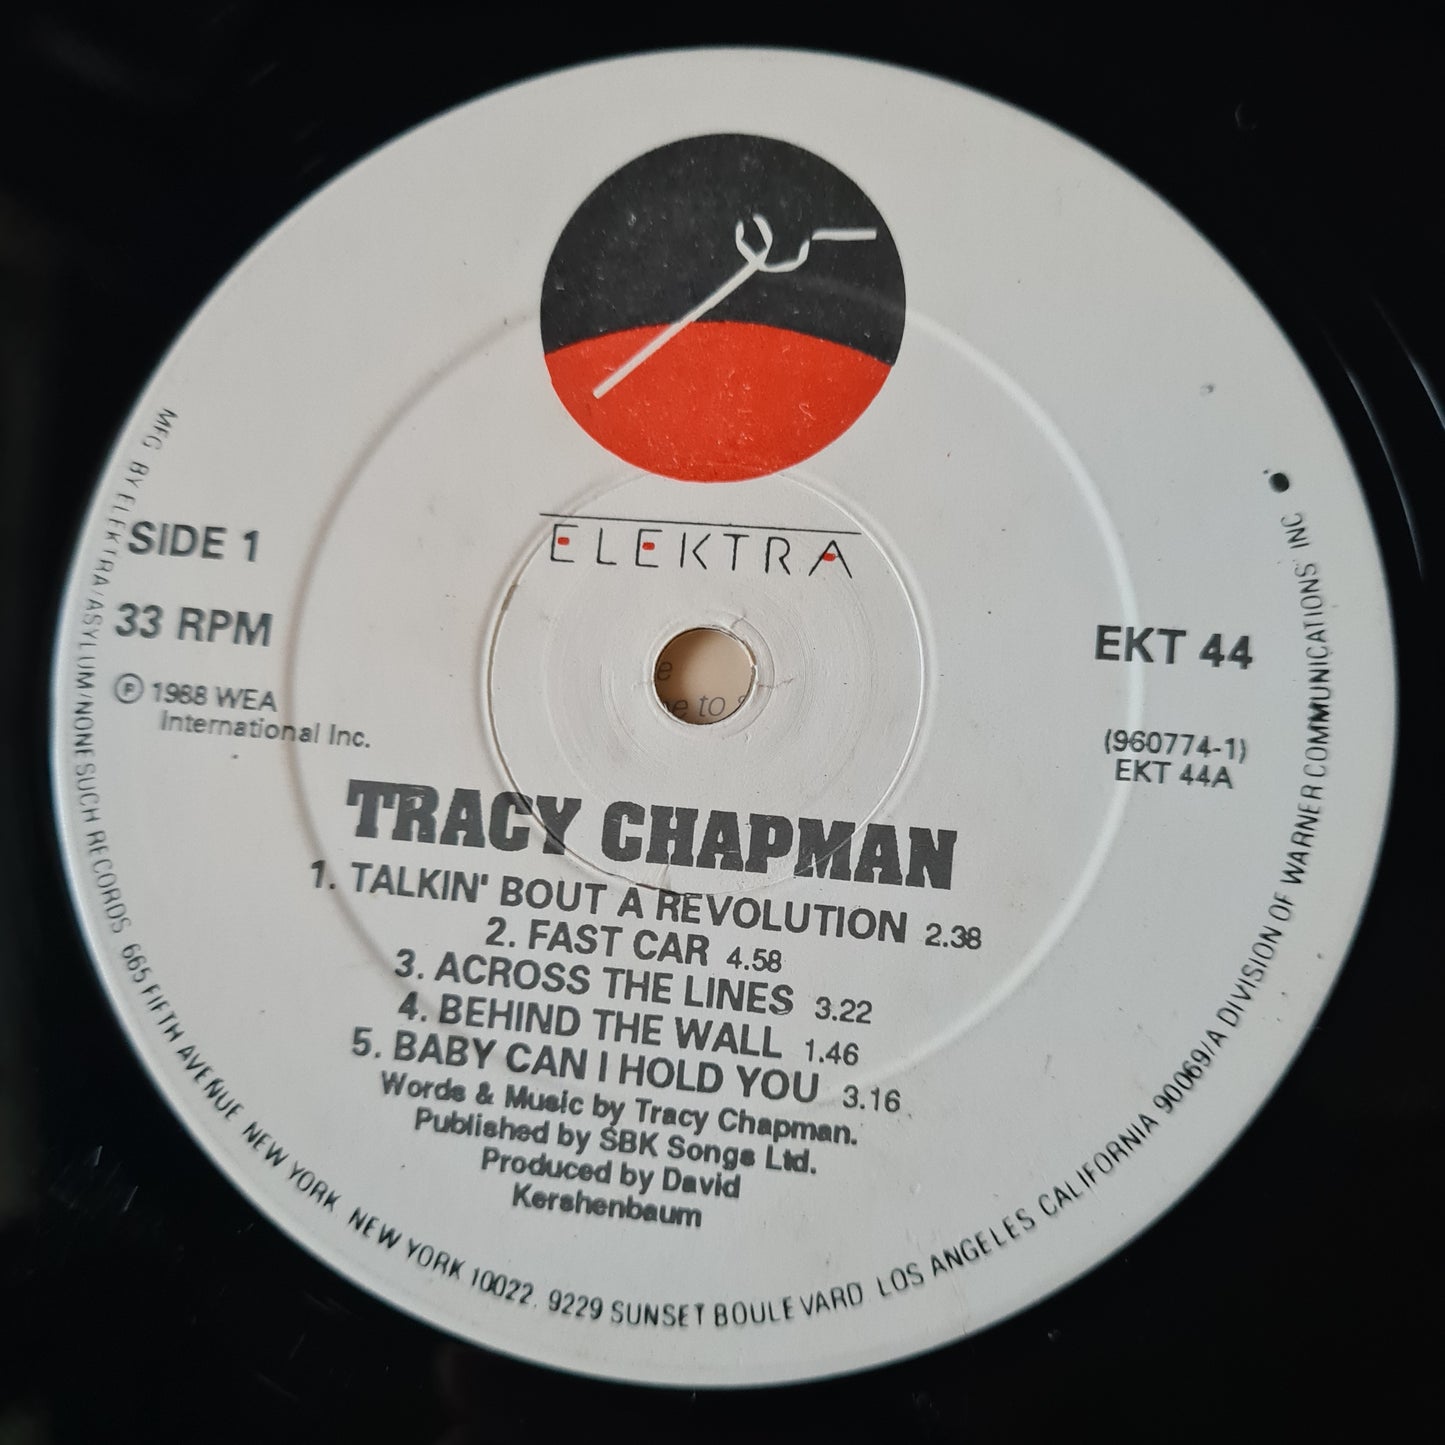 ELEKTRA
SIDE 1
33 RPM
℗ 1988 WEA
International Inc.
EKT 44
(960774-1)
EKT 44A
TRACY CHAPMAN
1. TALKIN' BOUT A REVOLUTION 2.38
2. FAST CAR 4.58
3. ACROSS THE LINES 3.22
4. BEHIND THE WALL 1.46
5. BABY CAN I HOLD YOU 3.16
Words & Music by Tracy Chapman.
Published by SBK Songs Ltd.
Produced by David
Kershenbaum
MFG. BY ELEKTRA/ASYLUM/NONESUCH RECORDS 665 FIFTH AVENUE NEW YORK NEW YORK 10022. 9229 SUNSET BOULEVARD LOS ANGELES CALIFORNIA 90069/A DIVISION OF WARNER COMMUNICATIONS INC
e to